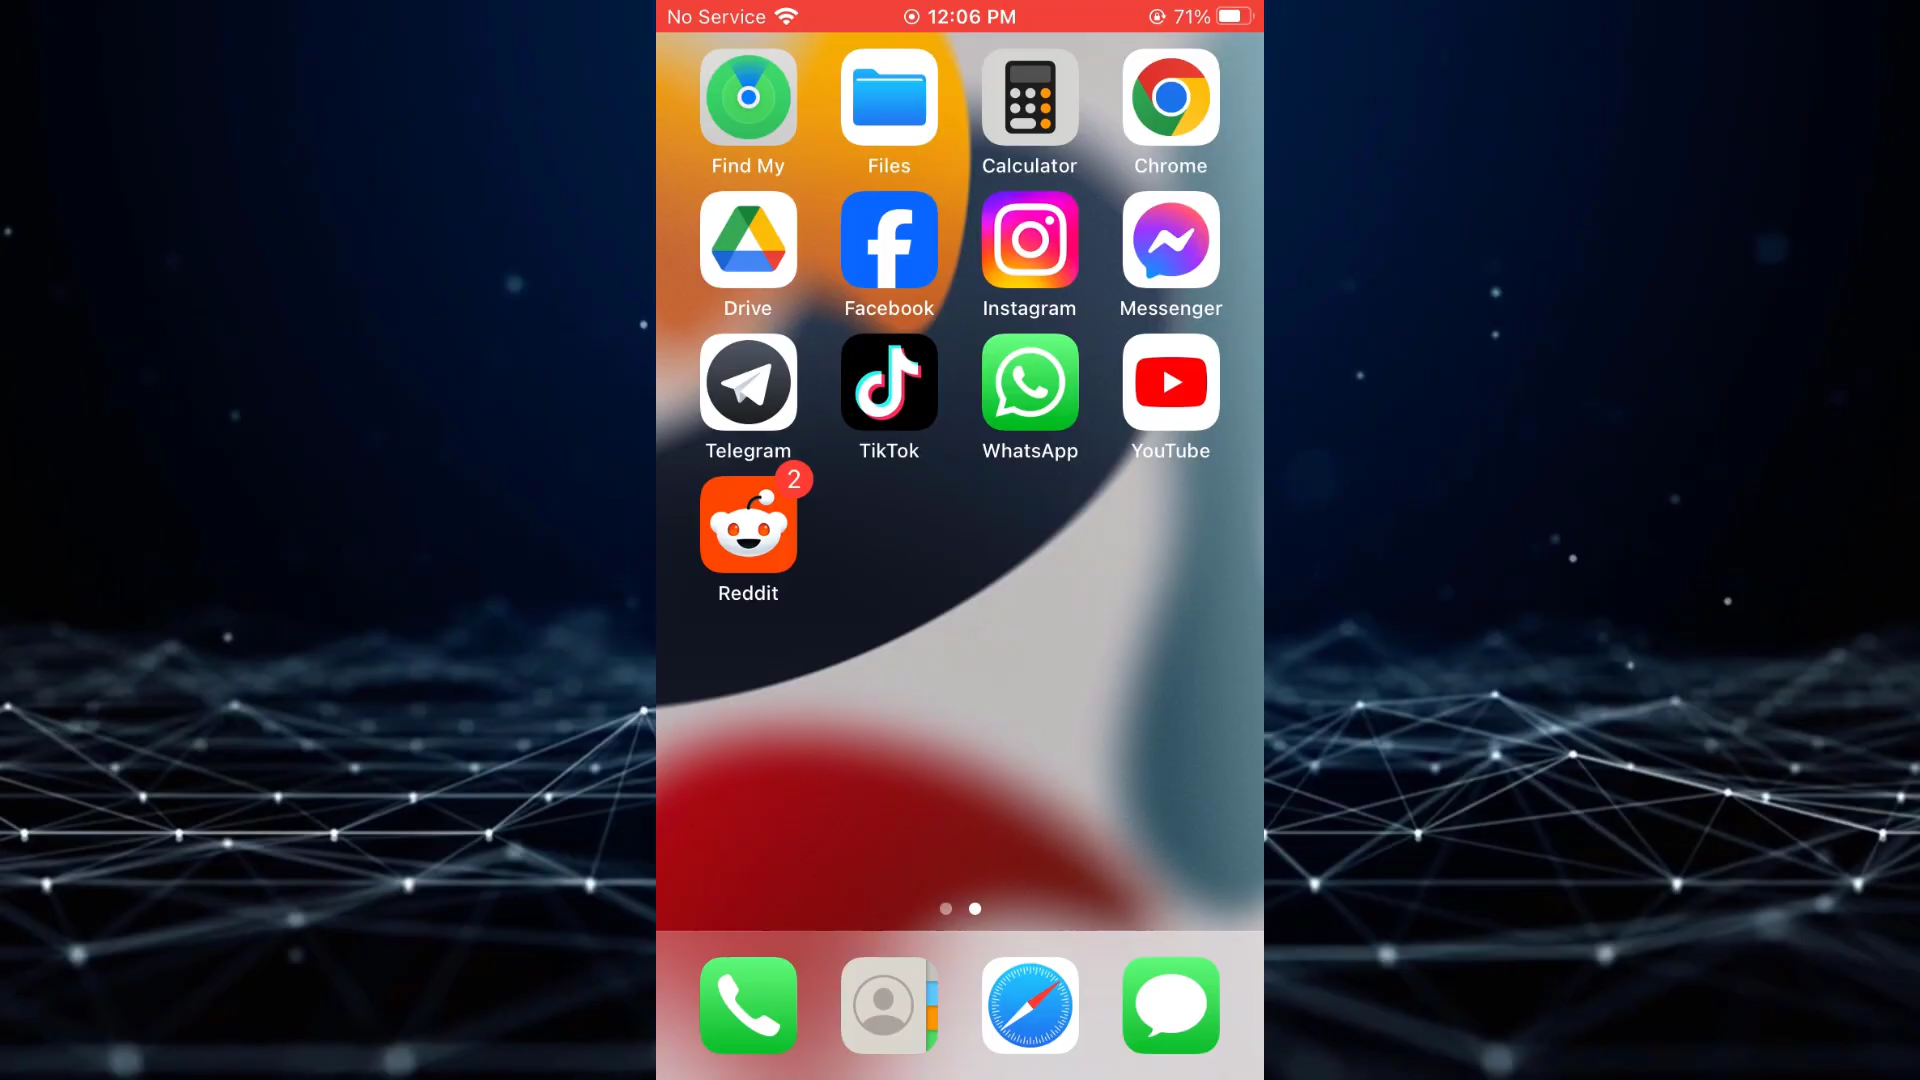 No Service 12:06 PM 71%
Find My Files Calculator Chrome
Drive Facebook Instagram Messenger
Telegram TikTok WhatsApp YouTube
2
Reddit